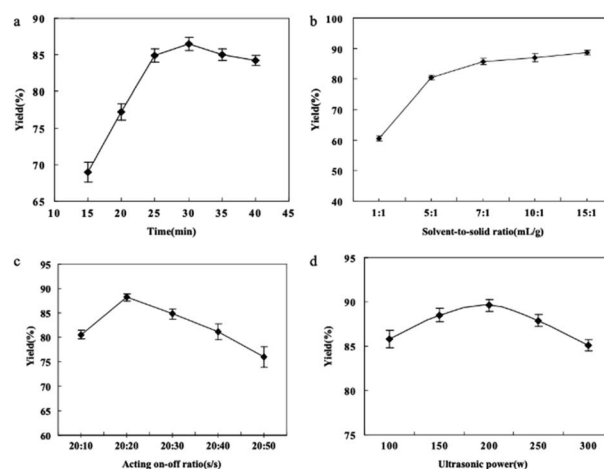 a
90
85
80
75
70
65
Yield(%)
10 15 20 25 30 35 40 45
Time(min)
b
100
90
80
70
60
50
40
Yield(%)
1:1 5:1 7:1 10:1 15:1
Solvent-to-solid ratio(mL/g)
c
95
90
85
80
75
70
65
60
Yield(%)
20:10 20:20 20:30 20:40 20:50
Acting on-off ratio(s/s)
d
95
90
85
80
75
Yield(%)
100 150 200 250 300
Ultrasonic power(w)